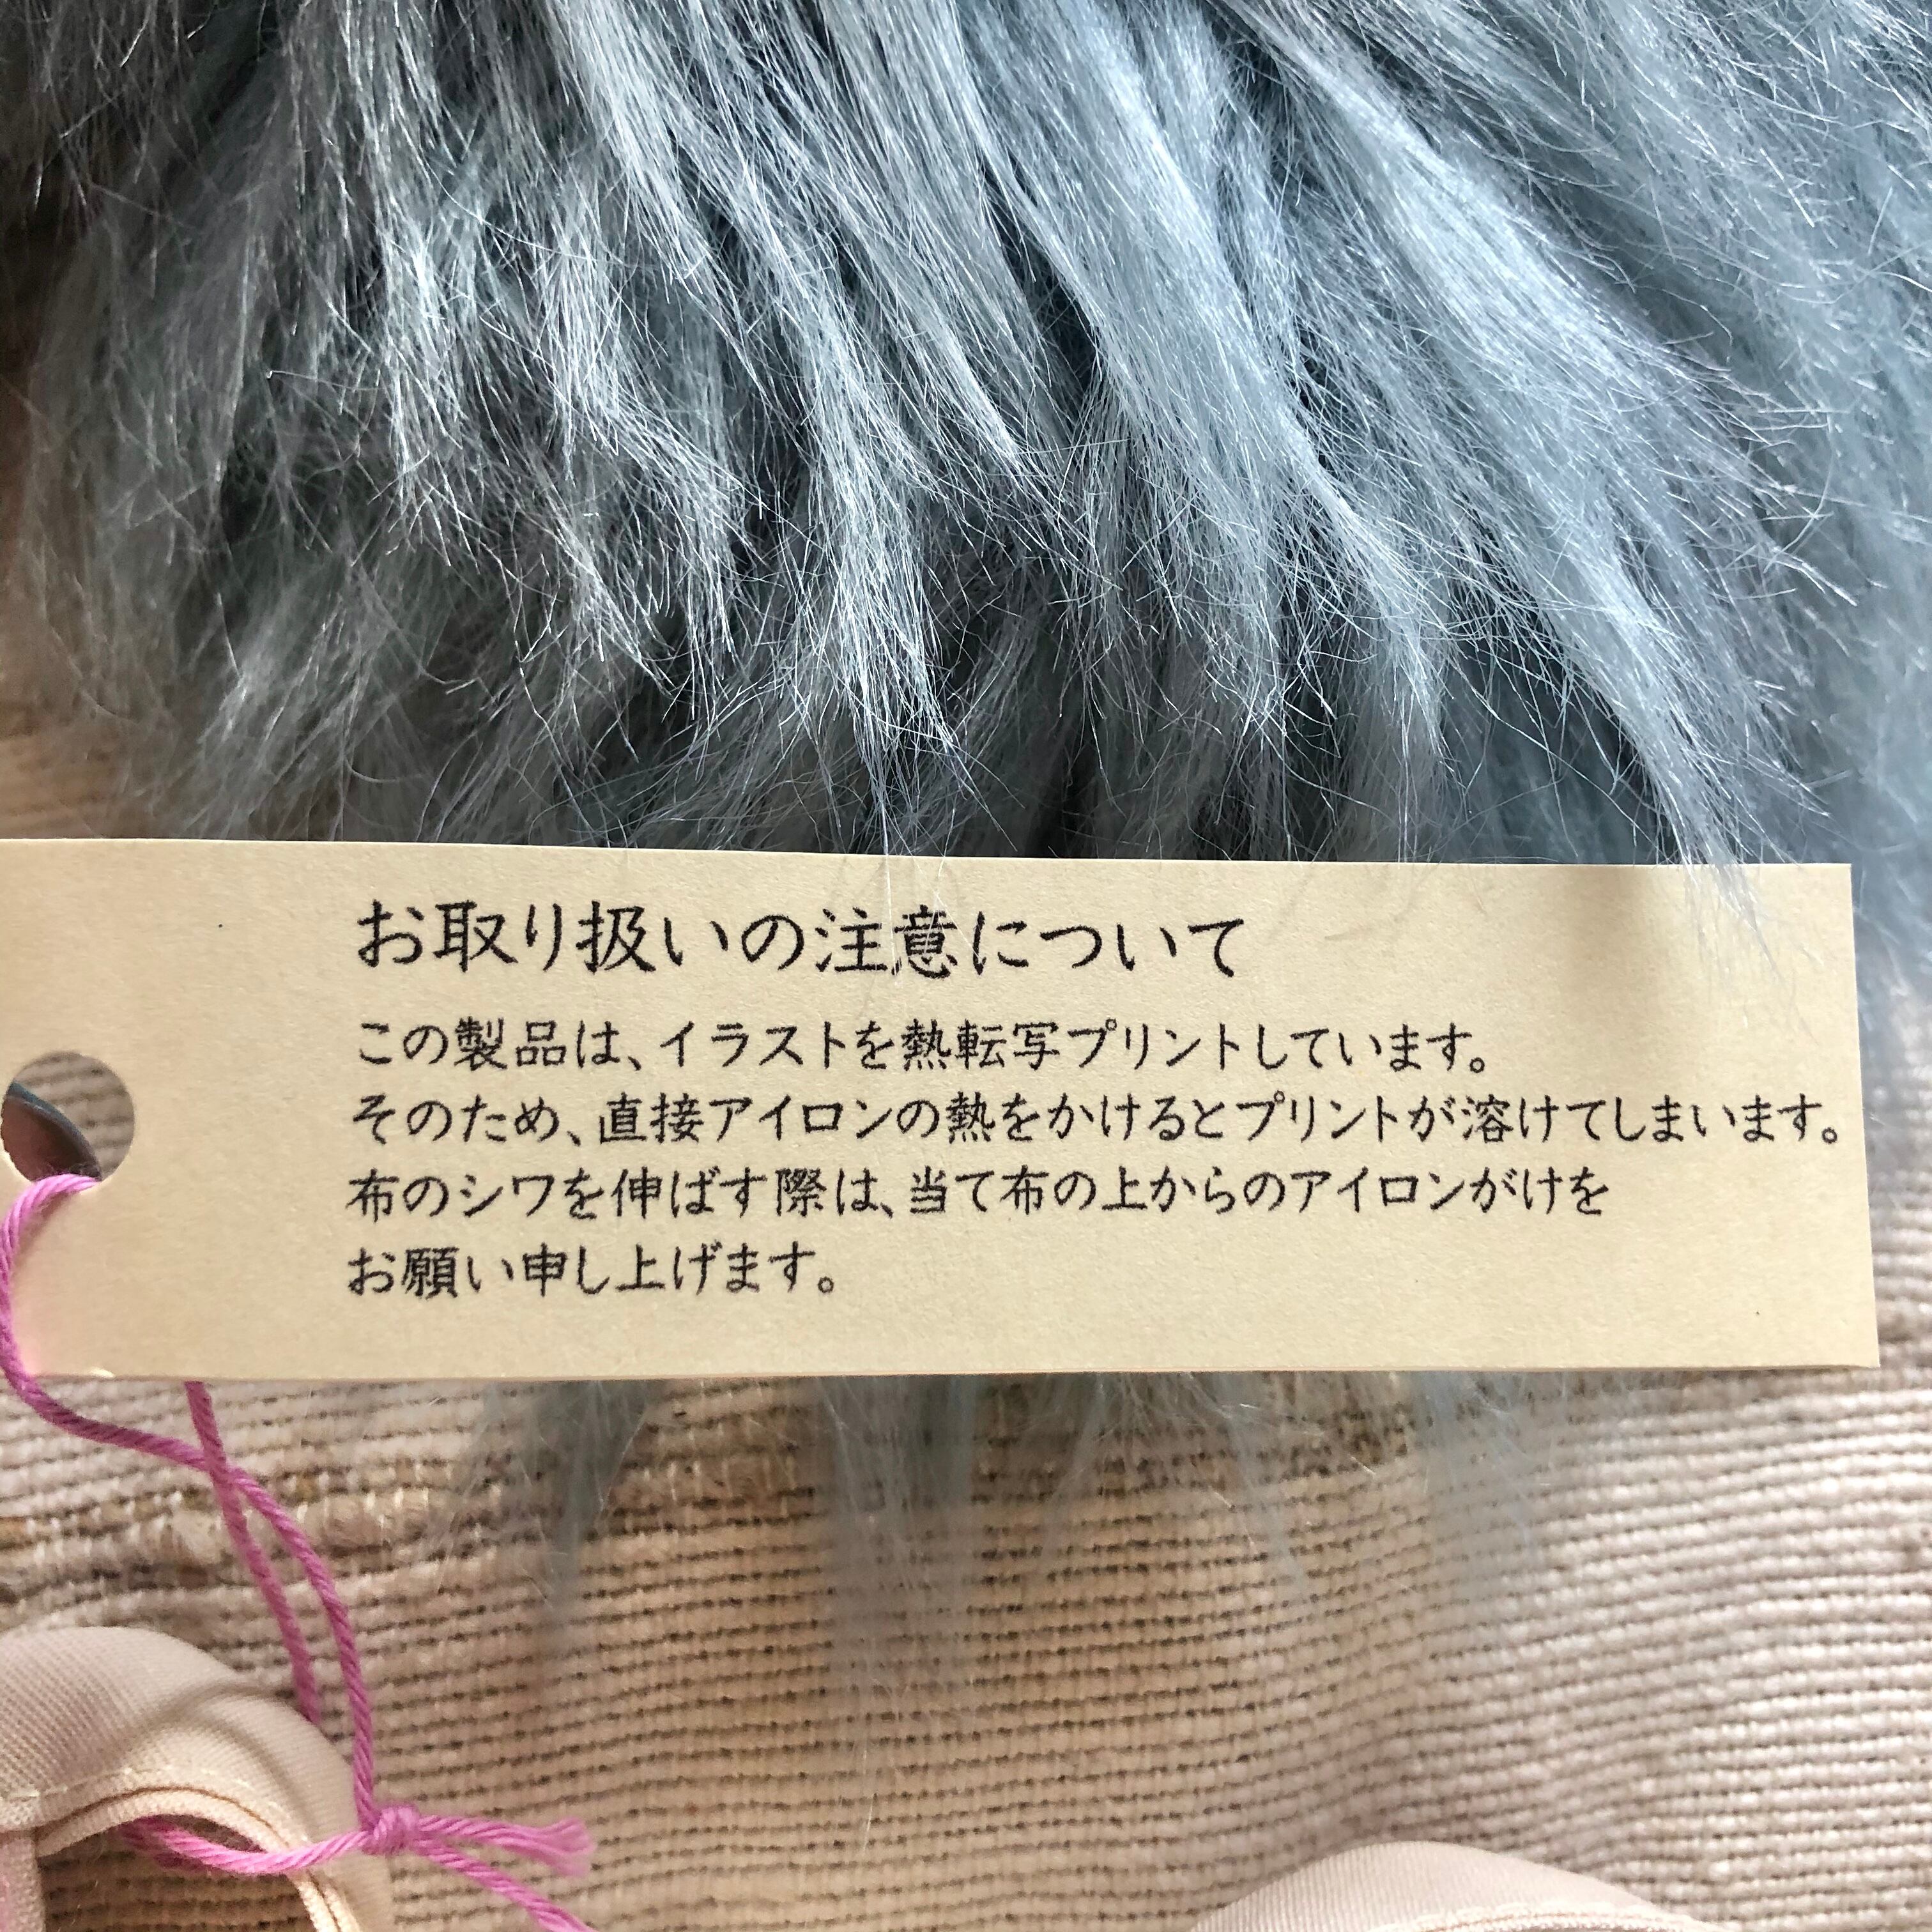 お取り扱いの注意について
この製品は、イラストを熱転写プリントしています。
そのため、直接アイロンの熱をかけるとプリントが溶けてしまいます。
布のシワを伸ばす際は、当て布の上からのアイロンがけを
お願い申し上げます。